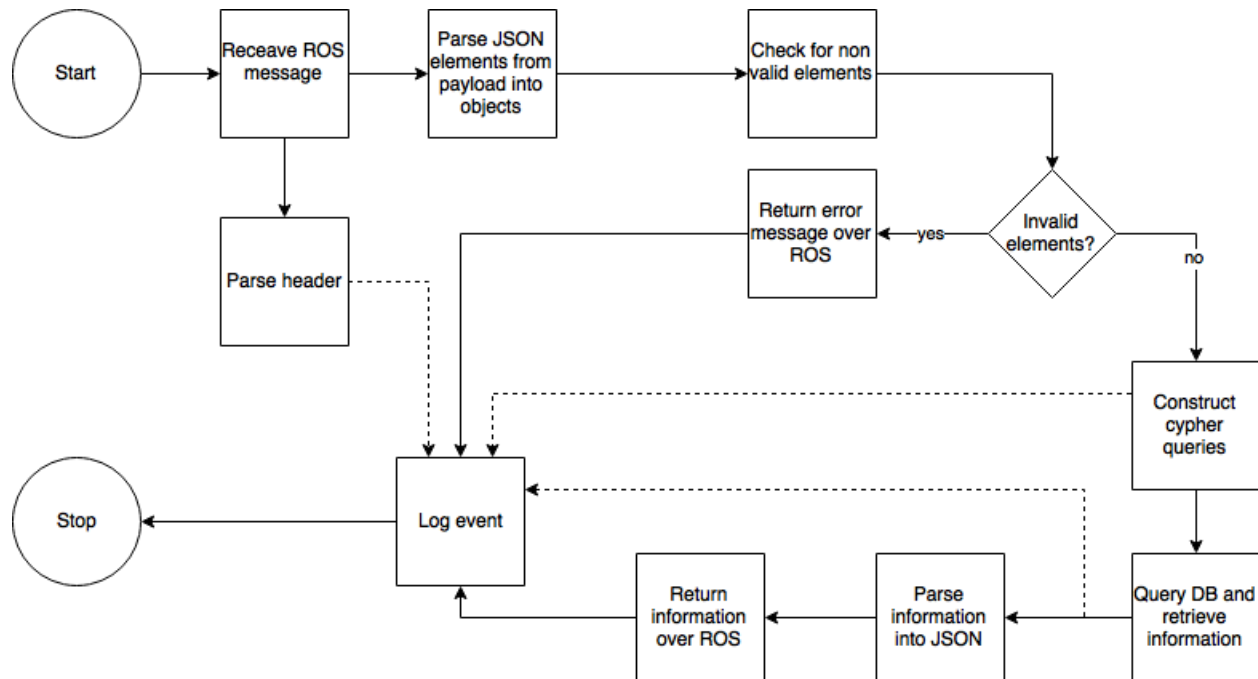 Start
Receave ROS
message
Parse JSON
elements from
payload into
objects
Check for non
valid elements
Return error
message over
ROS
yes
Invalid
elements?
no
Parse header
Construct
cypher
queries
Stop
Log event
Return
information
over ROS
Parse
information
into JSON
Query DB and
retrieve
information